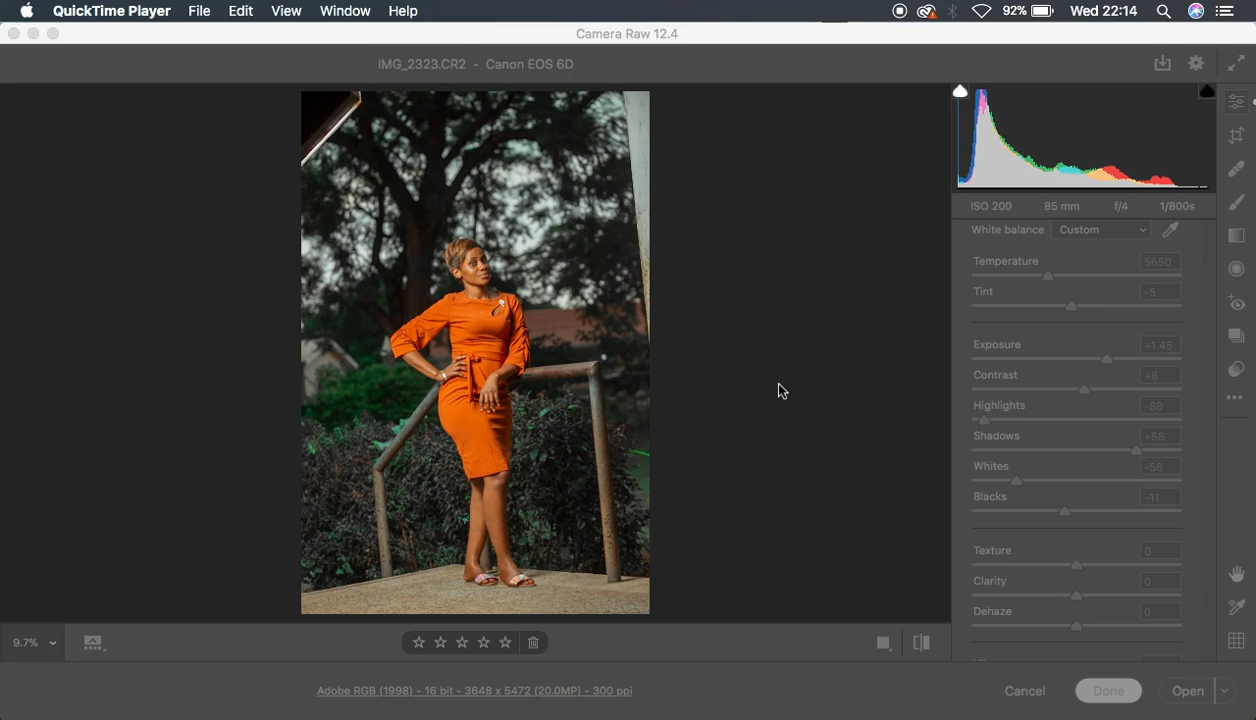 QuickTime Player File Edit View Window Help 92% Wed 22:14
Camera Raw 12.4
IMG_2323.CR2 - Canon EOS 6D
ISO 200 85 mm f/4 1/800s
White balance Custom
Temperature 5650
Tint -5
Exposure +1.45
Contrast +8
Highlights -89
Shadows +58
Whites -58
Blacks -11
Texture 0
Clarity 0
Dehaze 0
9.7%
Adobe RGB (1998) - 16 bit - 3648 x 5472 (20.0MP) - 300 ppi
Cancel Done Open